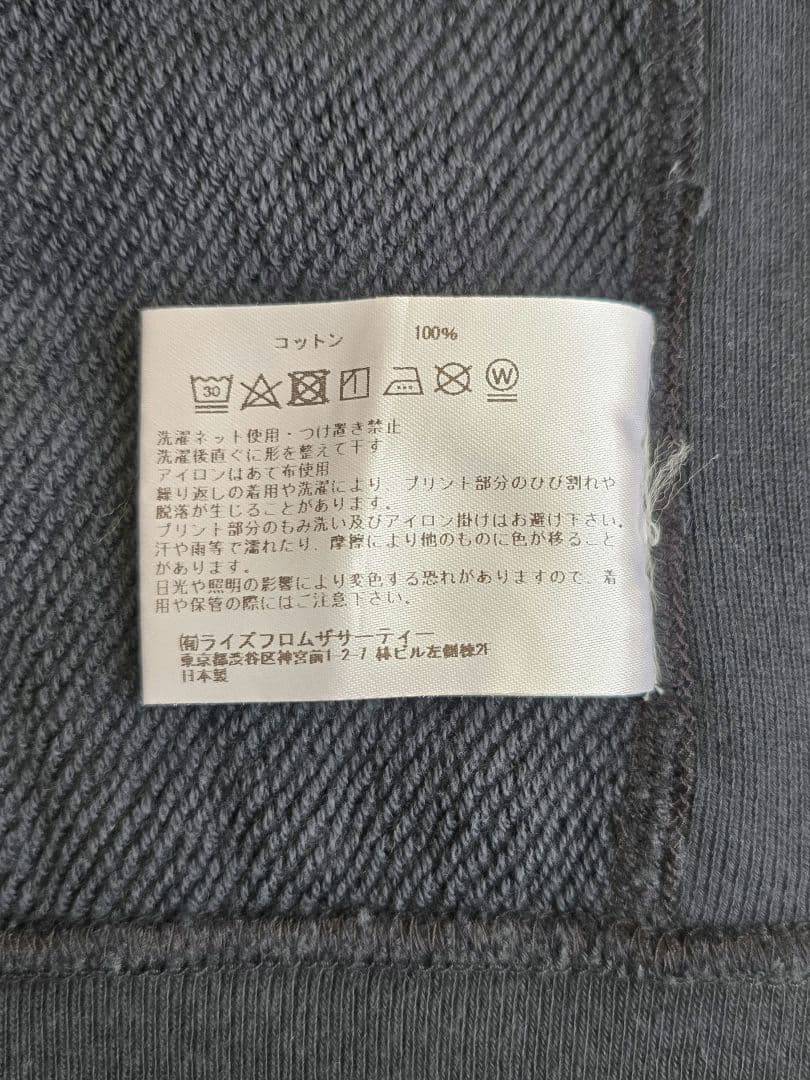 コットン 100%
30
W
洗濯ネット使用・つけ置き禁止
洗濯後直ぐに形を整えて干す
アイロンはあて布使用
繰り返しの着用や洗濯により、プリント部分のひび割れや
脱落が生じることがあります。
プリント部分のもみ洗い及びアイロン掛けはお避け下さい。
汗や雨等で濡れたり、摩擦により他のものに色が移ること
があります。
日光や照明の影響により変色する恐れがありますので、着
用や保管の際にはご注意下さい。
㈲ライズフロムザサーティー
東京都渋谷区神宮前1-2-7 林ビル左側棟2F
日本製